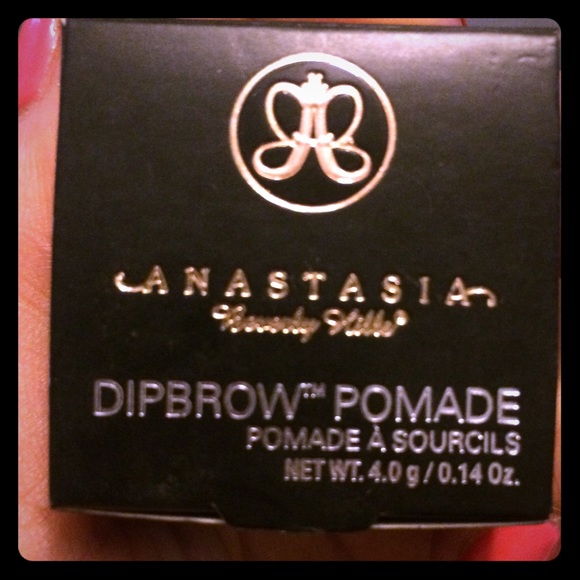 ANASTASIA
Beverly Hills®
DIPBROW™ POMADE
POMADE À SOURCILS
NET WT. 4.0 g / 0.14 Oz.